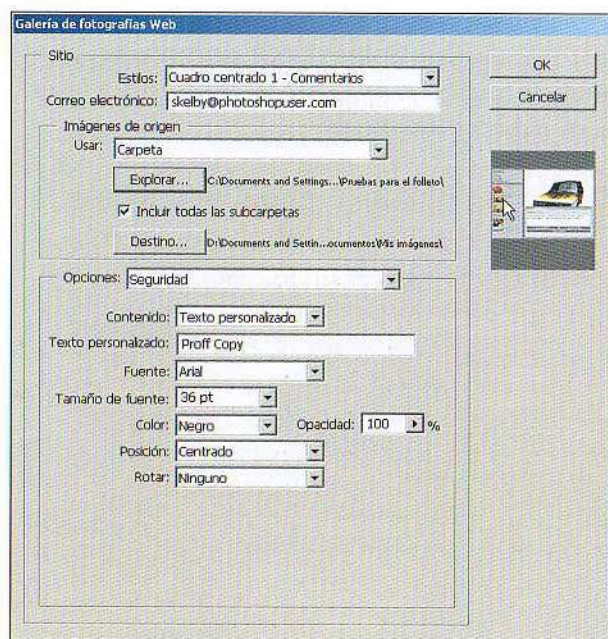 Galería de fotografías Web
Sitio
OK
Estilos: Cuadro centrado 1 - Comentarios
Correo electrónico: skelby@photoshopuser.com
Cancelar
Imágenes de origen
Usar: Carpeta
Explorar... C:\Documents and Settings...\Pruebas para el folleto\
Incluir todas las subcarpetas
Destino... D:\Documents and Settin...ocumentos\Mis imágenes\
Opciones: Seguridad
Contenido: Texto personalizado
Texto personalizado: Proff Copy
Fuente: Arial
Tamaño de fuente: 36 pt
Color: Negro Opacidad: 100 %
Posición: Centrado
Rotar: Ninguno